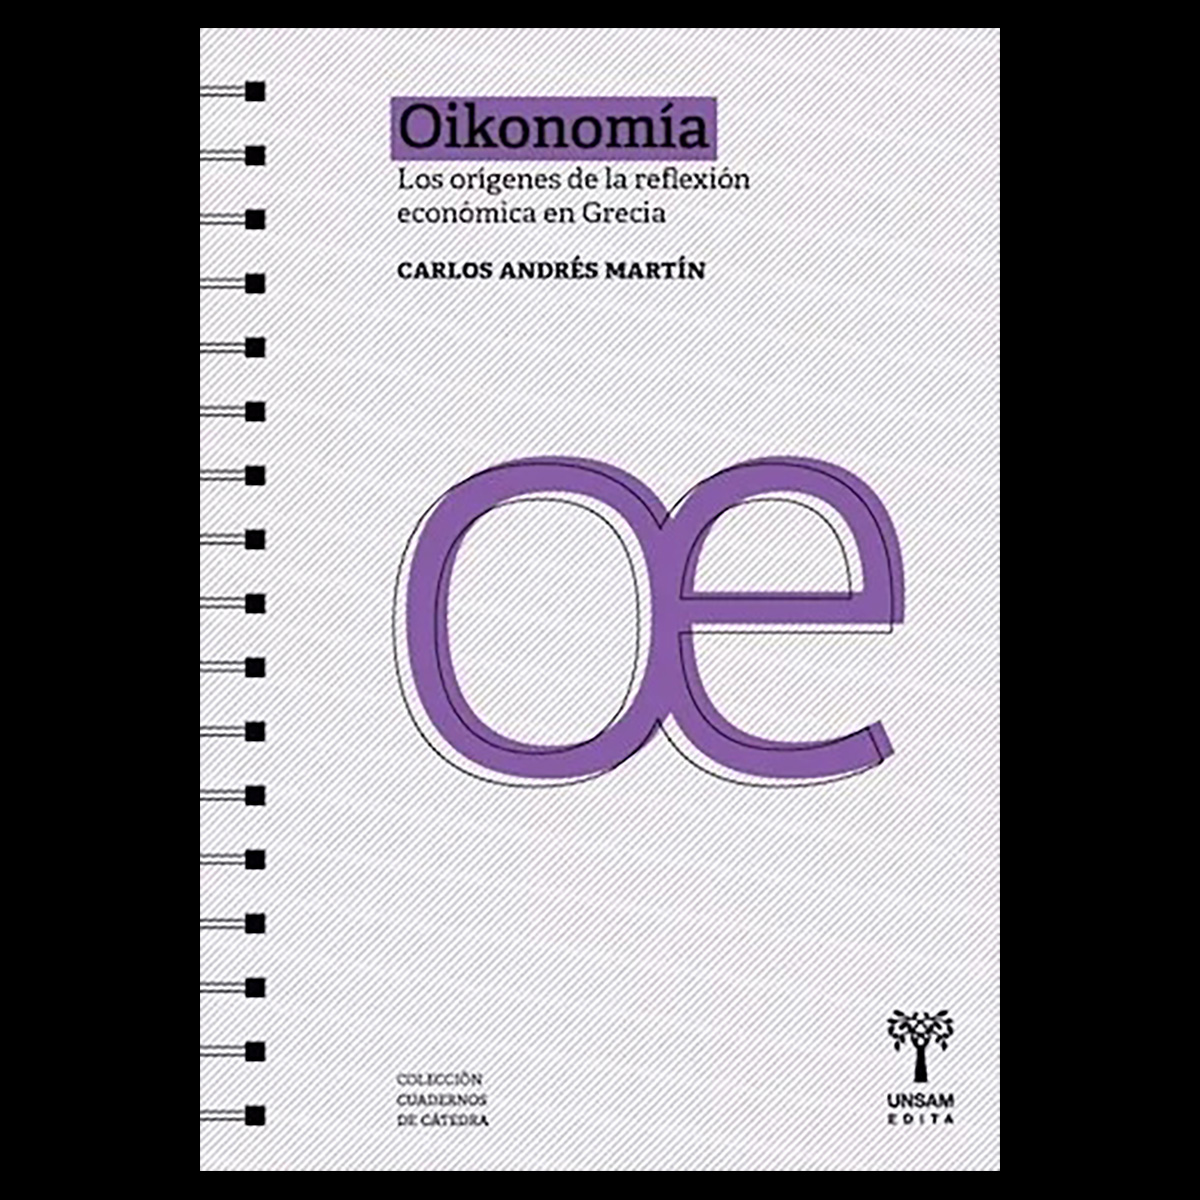 Oikonomía
Los orígenes de la reflexión
económica en Grecia
CARLOS ANDRÉS MARTÍN
œ
COLECCIÓN
CUADERNOS
DE CÁTEDRA
UNSAM
EDITA